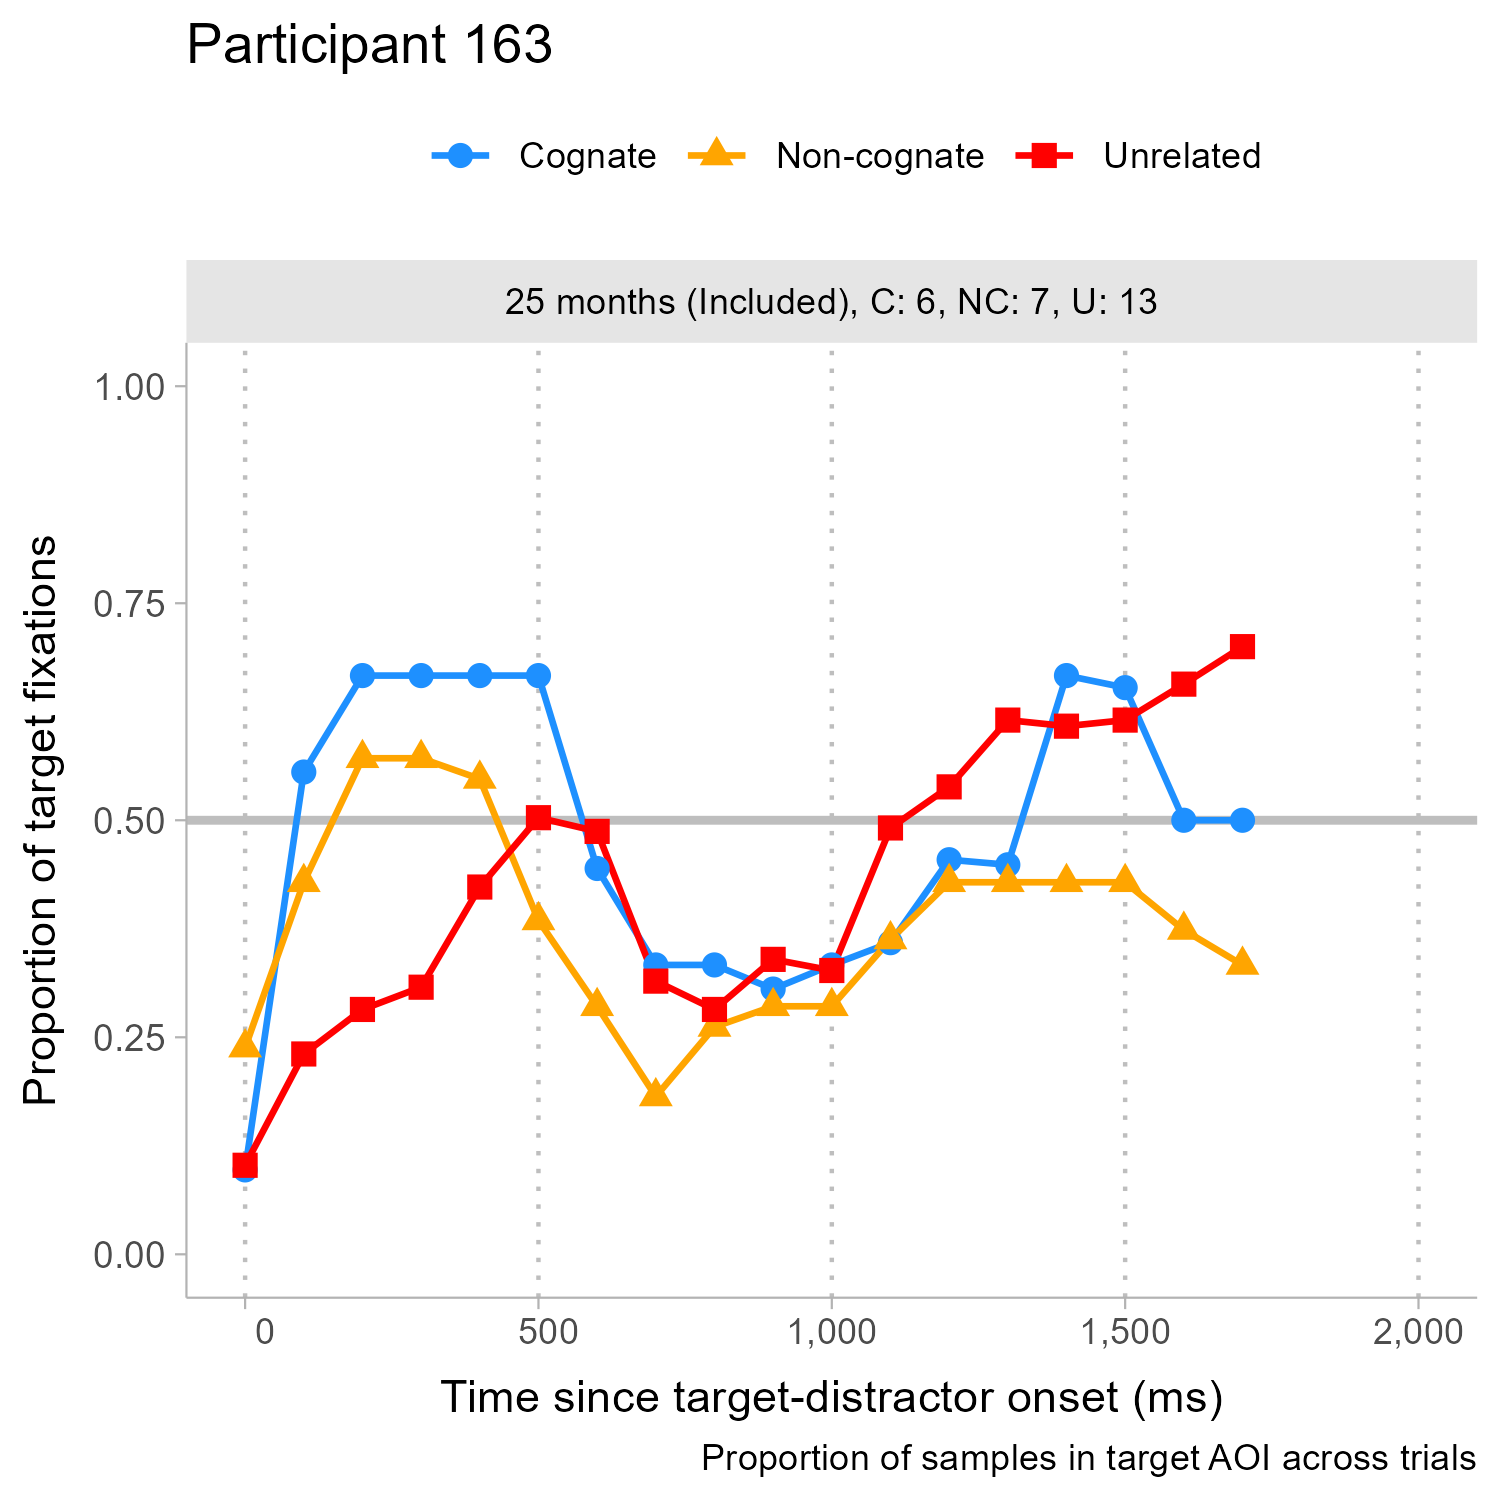 Participant 163
Cognate Non-cognate Unrelated
25 months (Included), C: 6, NC: 7, U: 13
1.00
0.75
0.50
0.25
0.00
Proportion of target fixations
0 500 1,000 1,500 2,000
Time since target-distractor onset (ms)
Proportion of samples in target AOI across trials